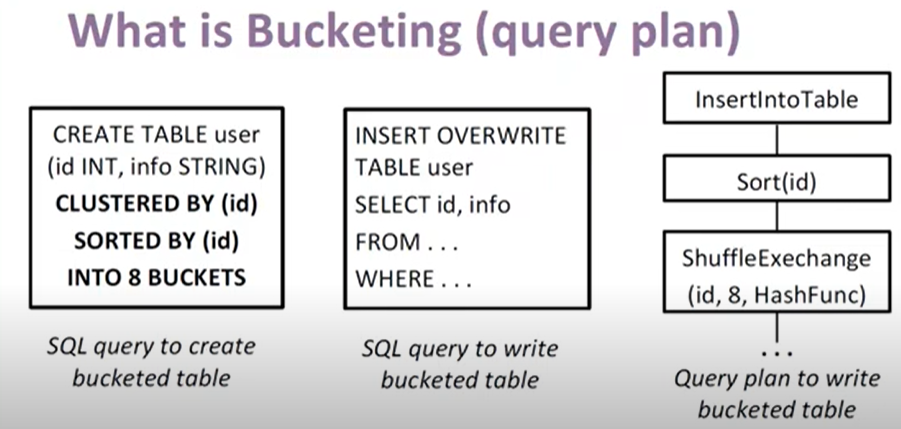 What is Bucketing (query plan)
CREATE TABLE user
(id INT, info STRING)
CLUSTERED BY (id)
SORTED BY (id)
INTO 8 BUCKETS
SQL query to create
bucketed table
INSERT OVERWRITE
TABLE user
SELECT id, info
FROM . . .
WHERE . . .
SQL query to write
bucketed table
InsertIntoTable
Sort(id)
ShuffleExechange
(id, 8, HashFunc)
. . .
Query plan to write
bucketed table